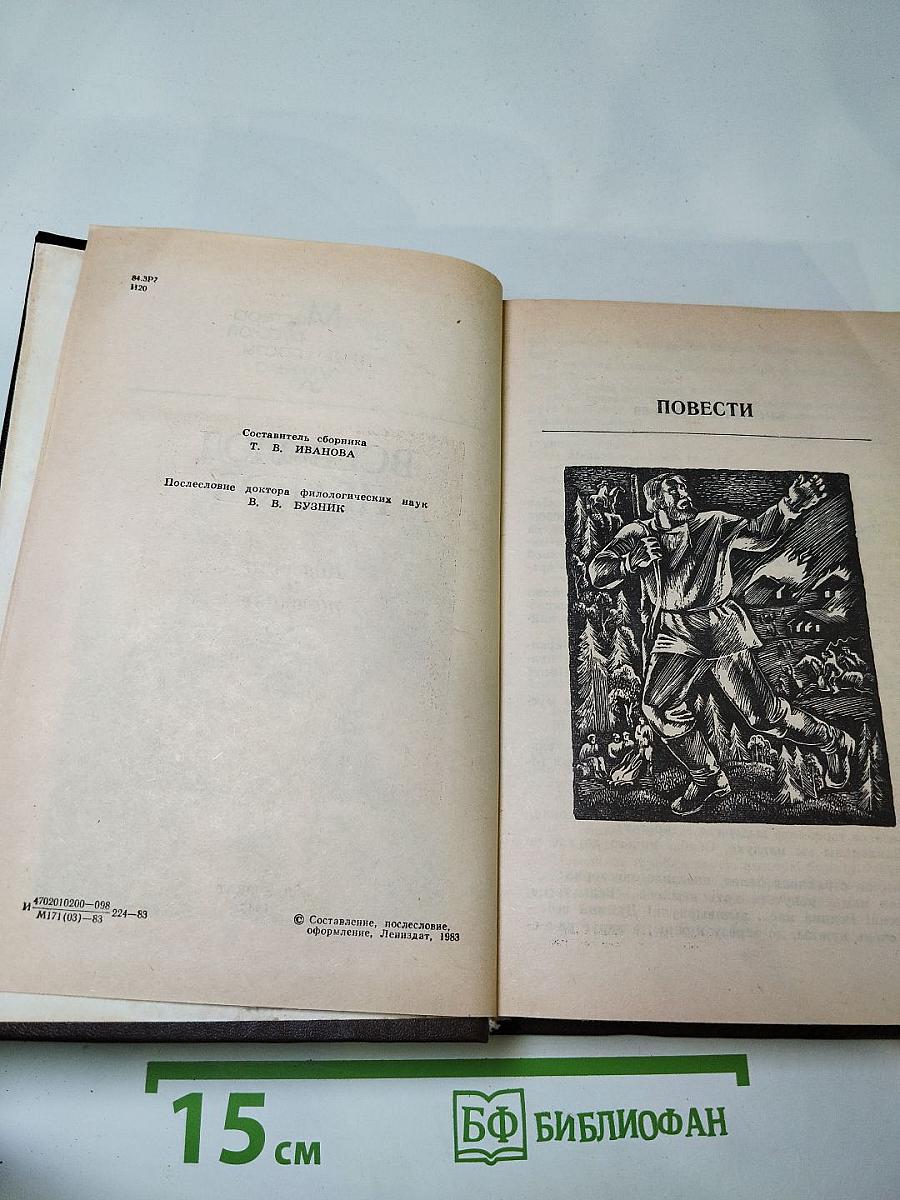 84.3Р7
И20
Составитель сборника
Т. В. ИВАНОВА
Послесловие доктора филологических наук
В. В. БУЗНИК
И 4702010200—098
М171(03)—83 224—83
© Составление, послесловие,
оформление, Лениздат, 1983
ПОВЕСТИ
15 см
БФ БИБЛИОФАН